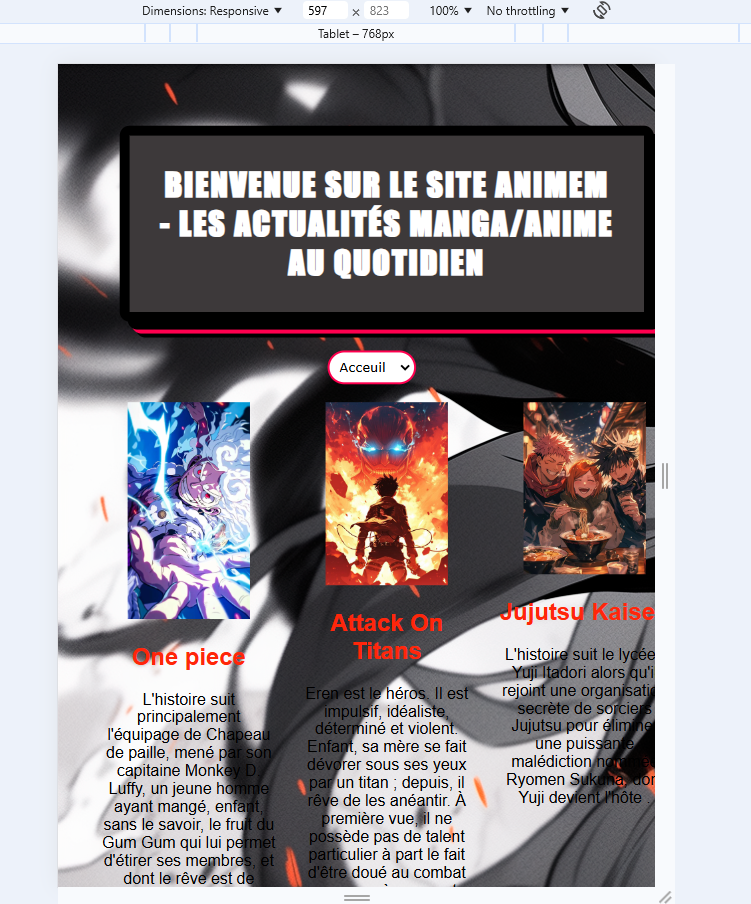 Dimensions: Responsive 597 × 823 100% No throttling
Tablet – 768px
BIENVENUE SUR LE SITE ANIMEM
- LES ACTUALITÉS MANGA/ANIME
AU QUOTIDIEN
Acceuil
One piece
L'histoire suit
principalement
l'équipage de Chapeau
de paille, mené par son
capitaine Monkey D.
Luffy, un jeune homme
ayant mangé, enfant,
sans le savoir, le fruit du
Gum Gum qui lui permet
d'étirer ses membres, et
dont le rêve est de
Attack On
Titans
Eren est le héros. Il est
impulsif, idéaliste,
déterminé et violent.
Enfant, sa mère se fait
dévorer sous ses yeux
par un titan ; depuis, il
rêve de les anéantir. À
première vue, il ne
possède pas de talent
particulier à part le fait
d'être doué au combat
Jujutsu Kaise
L'histoire suit le lycée
Yuji Itadori alors qu'i
rejoint une organisatio
secrète de sorciers
Jujutsu pour élimine
une puissante
malédiction
Ryomen Sukuna,
Yuji devient l'hôte .